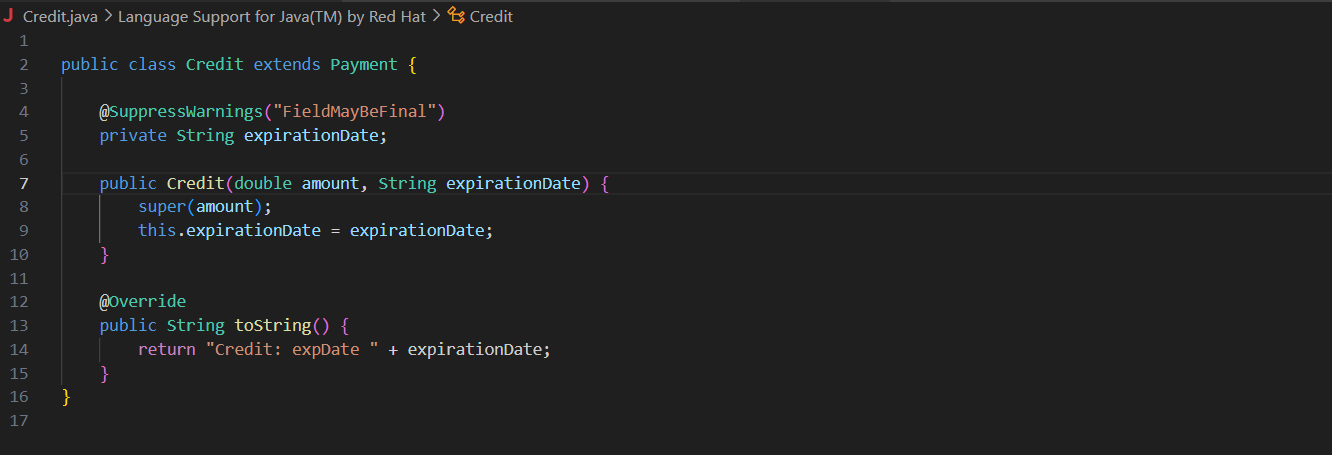 Credit.java > Language Support for Java(TM) by Red Hat > Credit
1
2 public class Credit extends Payment {
3
4 @SuppressWarnings("FieldMayBeFinal")
5 private String expirationDate;
6
7 public Credit(double amount, String expirationDate) {
8 super(amount);
9 this.expirationDate = expirationDate;
10 }
11
12 @Override
13 public String toString() {
14 return "Credit: expDate " + expirationDate;
15 }
16 }
17